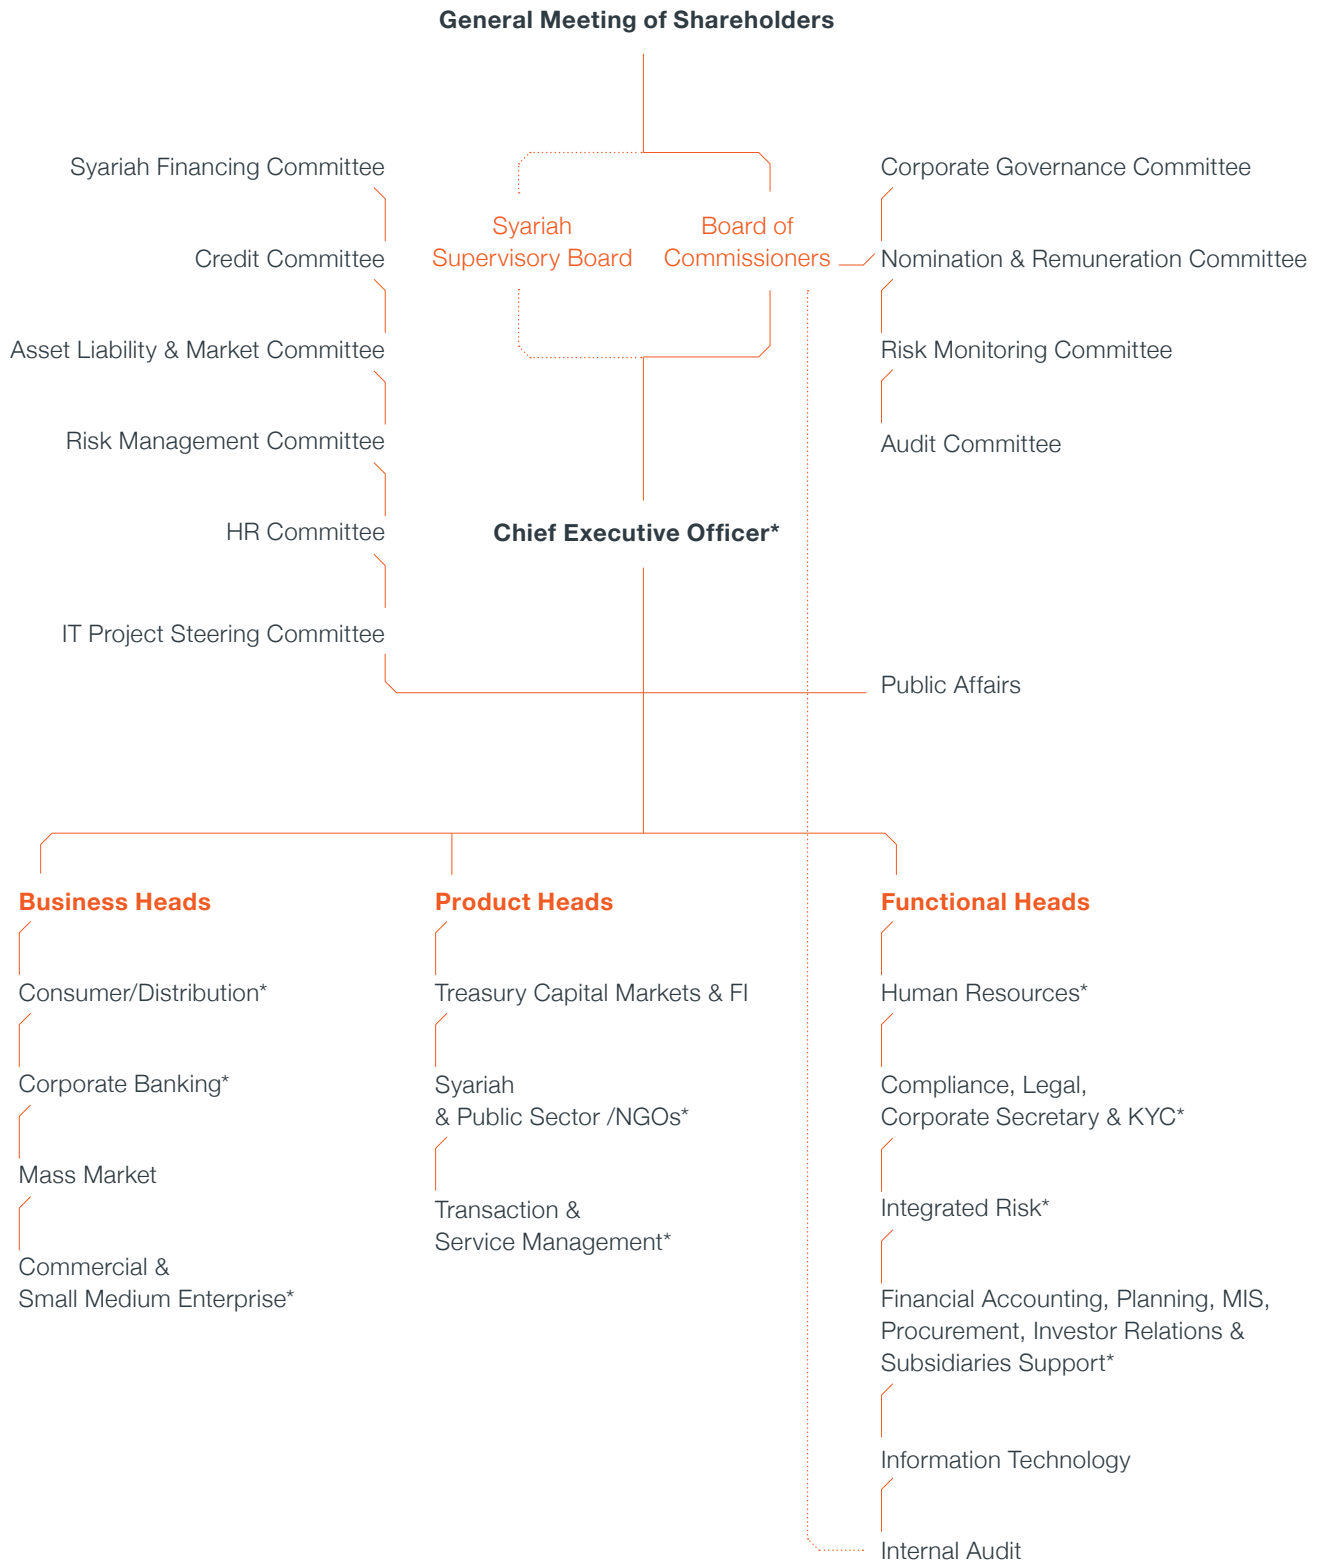 General Meeting of Shareholders
Syariah Financing Committee
Credit Committee
Asset Liability & Market Committee
Risk Management Committee
HR Committee
IT Project Steering Committee
Syariah
Supervisory Board
Board of
Commissioners
Corporate Governance Committee
Nomination & Remuneration Committee
Risk Monitoring Committee
Audit Committee
Chief Executive Officer*
Public Affairs
Business Heads
Consumer/Distribution*
Corporate Banking*
Mass Market
Commercial &
Small Medium Enterprise*
Product Heads
Treasury Capital Markets & FI
Syariah
& Public Sector /NGOs*
Transaction &
Service Management*
Functional Heads
Human Resources*
Compliance, Legal,
Corporate Secretary & KYC*
Integrated Risk*
Financial Accounting, Planning, MIS,
Procurement, Investor Relations &
Subsidiaries Support*
Information Technology
Internal Audit